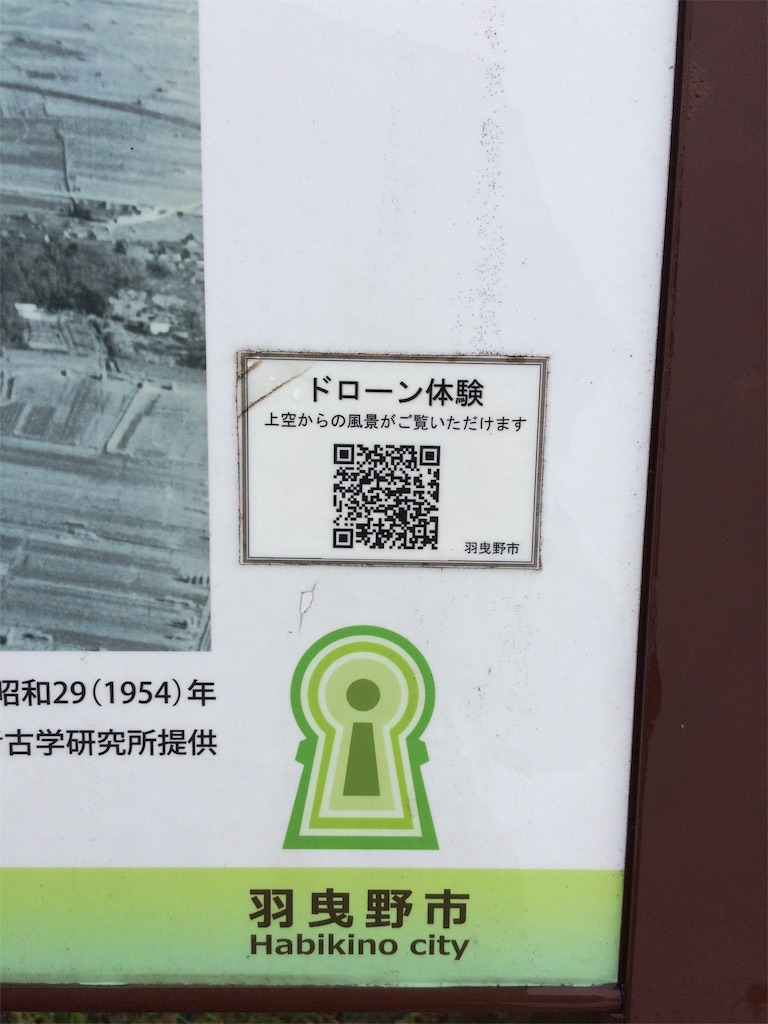 ドローン体験
上空からの風景がご覧いただけます
羽曳野市
昭和29(1954)年
古学研究所提供
羽曳野市
Habikino city